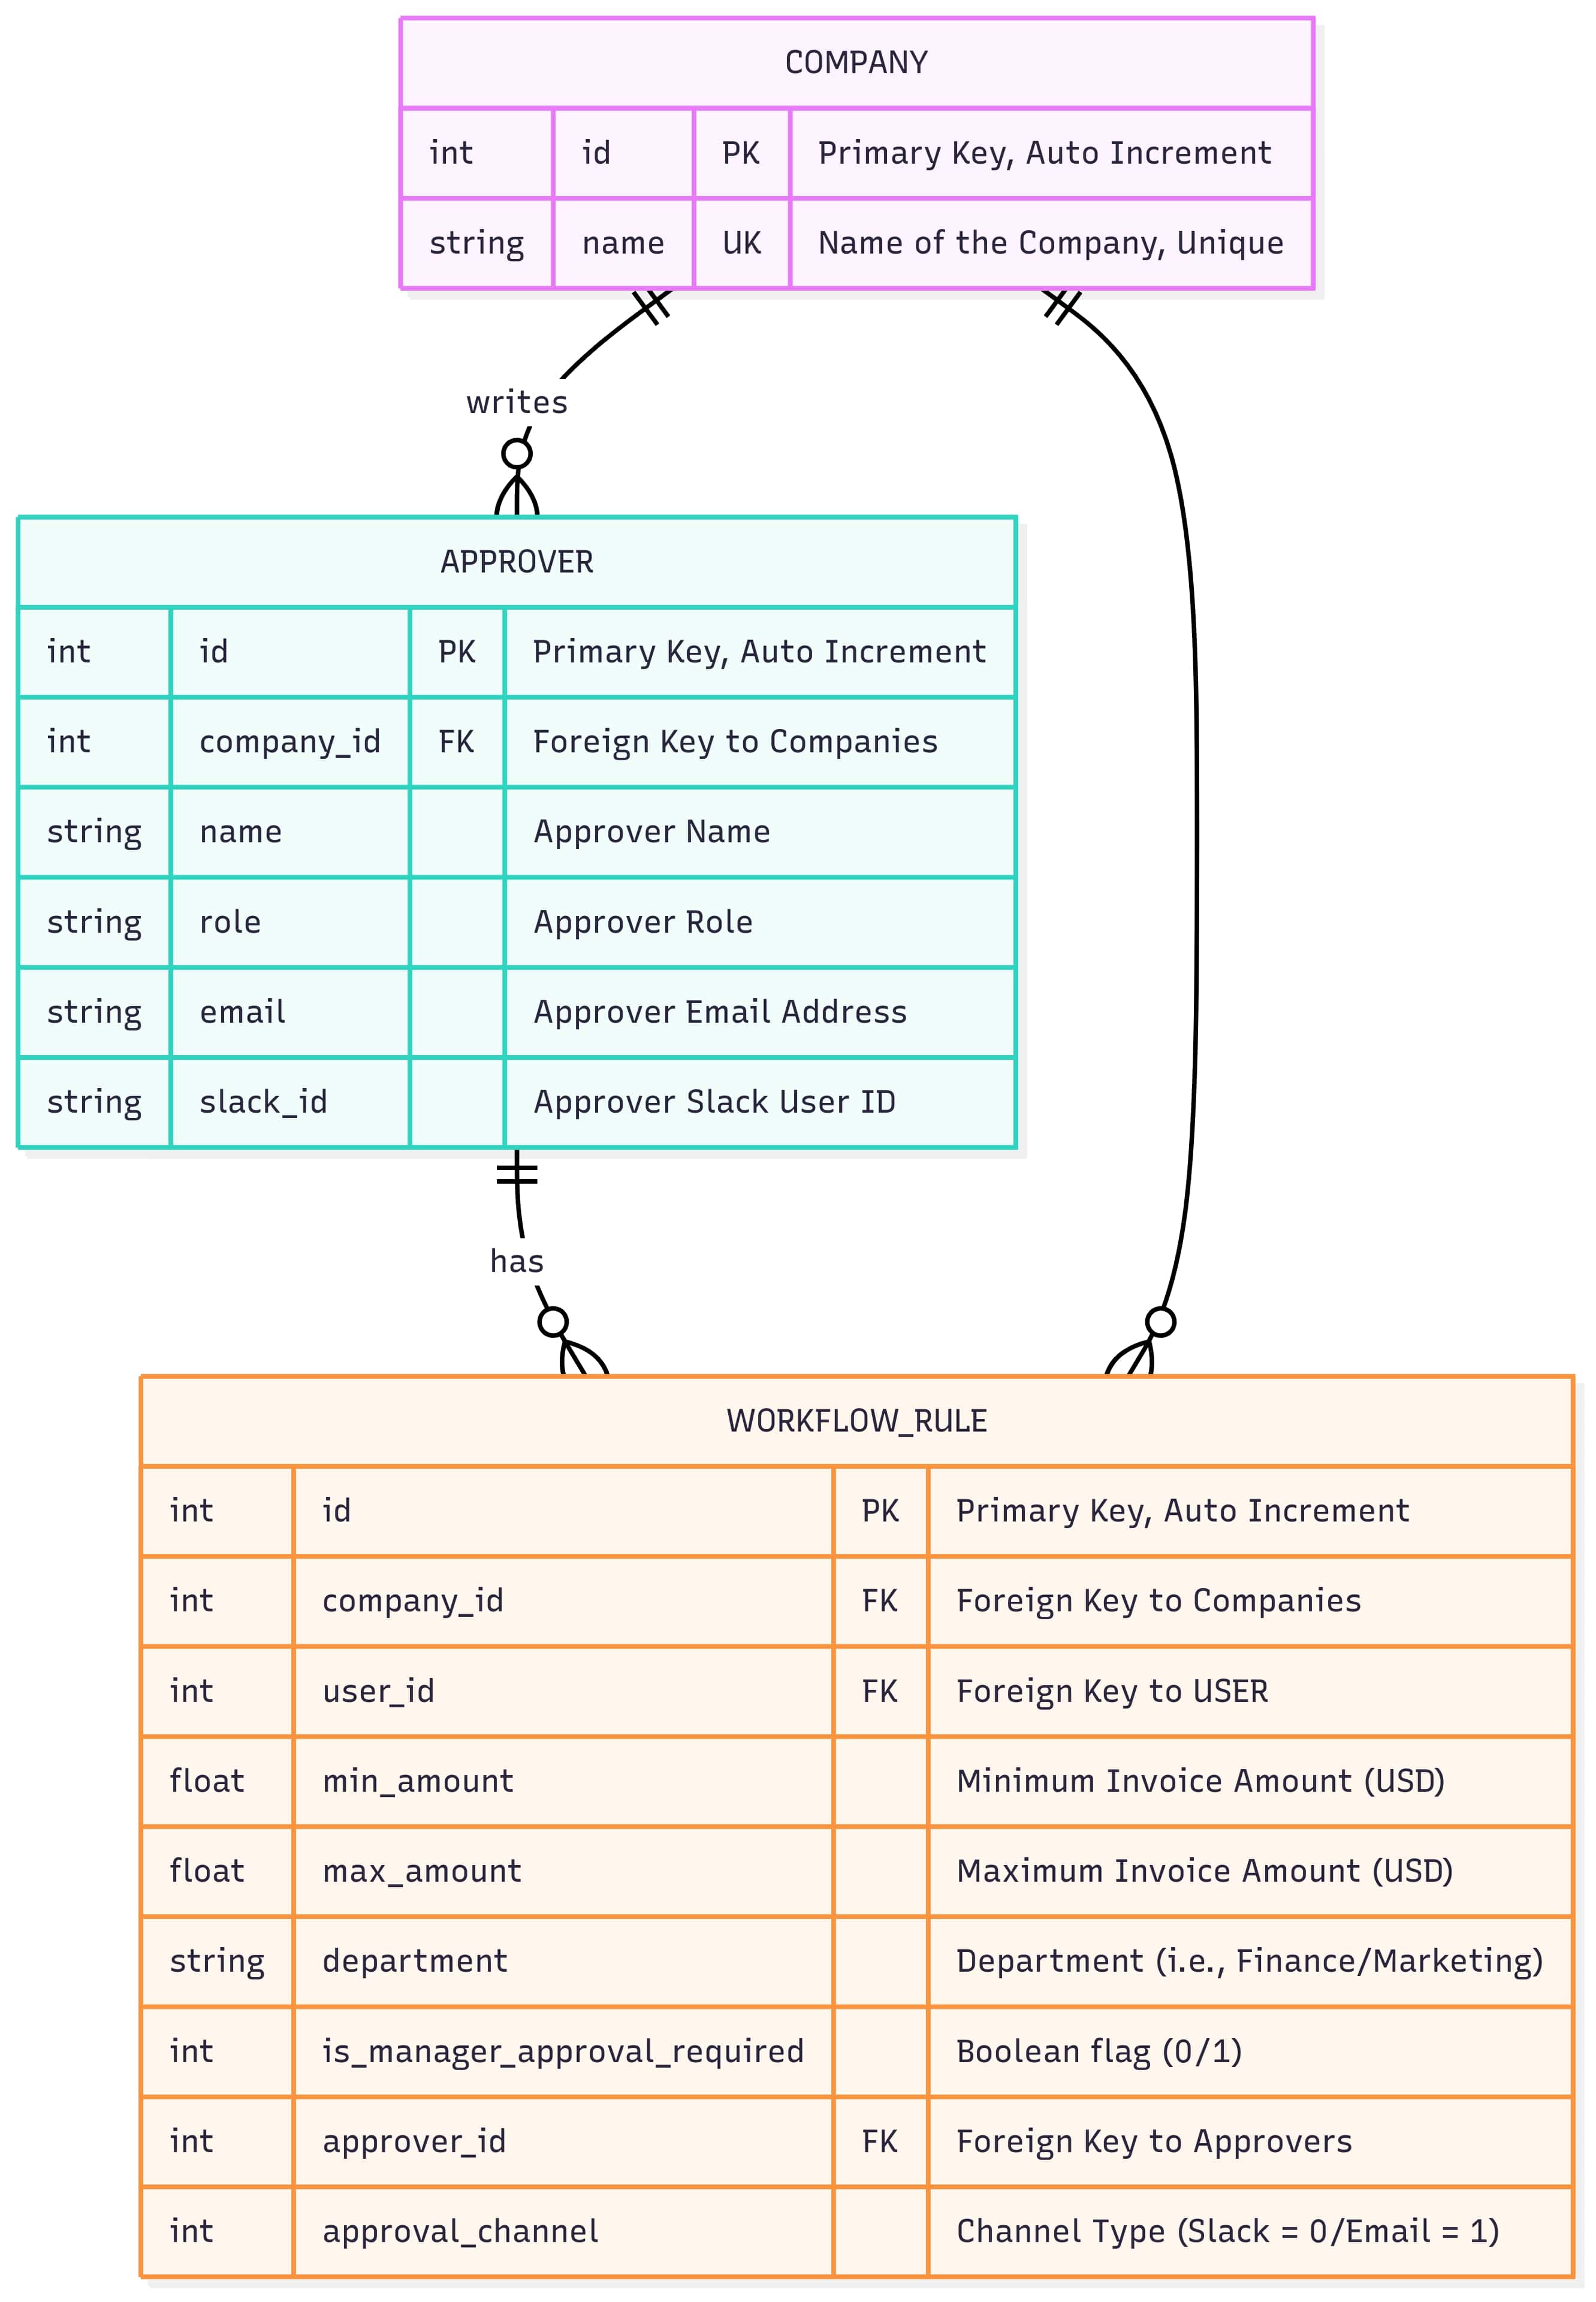 COMPANY
int id PK Primary Key, Auto Increment
string name UK Name of the Company, Unique
writes
APPROVER
int id PK Primary Key, Auto Increment
int company_id FK Foreign Key to Companies
string name Approver Name
string role Approver Role
string email Approver Email Address
string slack_id Approver Slack User ID
has
WORKFLOW_RULE
int id PK Primary Key, Auto Increment
int company_id FK Foreign Key to Companies
int user_id FK Foreign Key to USER
float min_amount Minimum Invoice Amount (USD)
float max_amount Maximum Invoice Amount (USD)
string department Department (i.e., Finance/Marketing)
int is_manager_approval_required Boolean flag (0/1)
int approver_id FK Foreign Key to Approvers
int approval_channel Channel Type (Slack = 0/Email = 1)